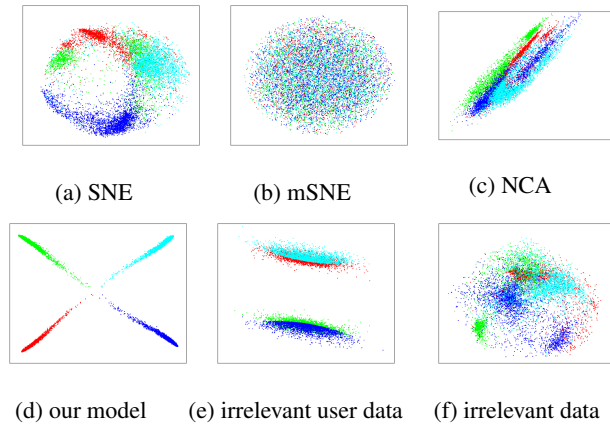 (a) SNE
(b) mSNE
(c) NCA
(d) our model
(e) irrelevant user data
(f) irrelevant data